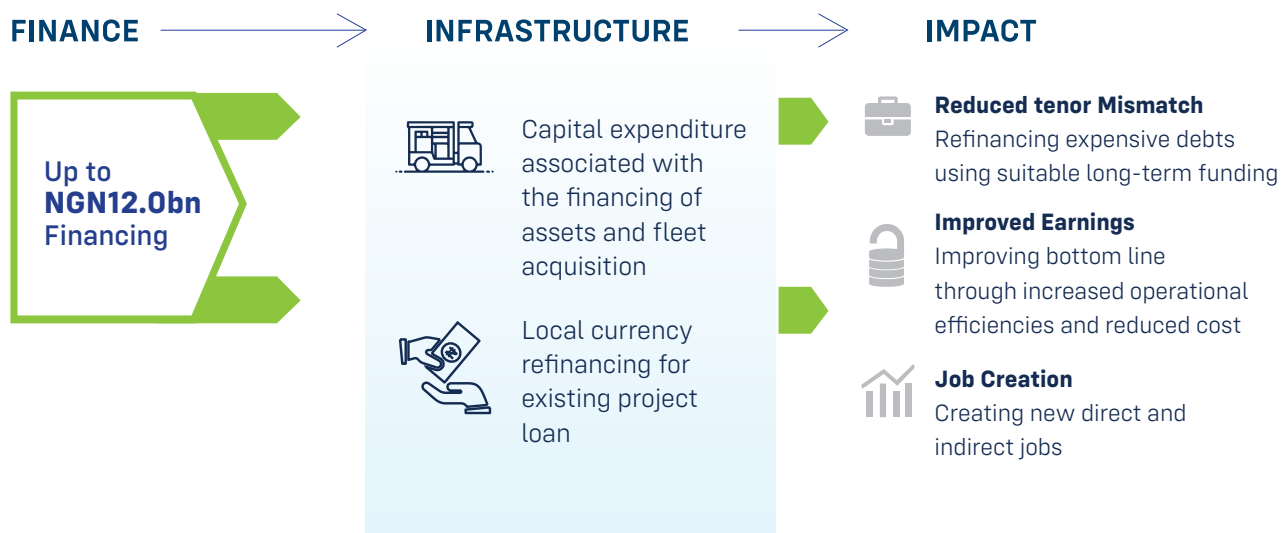 FINANCE
INFRASTRUCTURE
IMPACT
Up to
NGN12.0bn
Financing
Capital expenditure
associated with
the financing of
assets and fleet
acquisition
Local currency
refinancing for
existing project
loan
Reduced tenor Mismatch
Refinancing expensive debts
using suitable long-term funding
Improved Earnings
Improving bottom line
through increased operational
efficiencies and reduced cost
Job Creation
Creating new direct and
indirect jobs